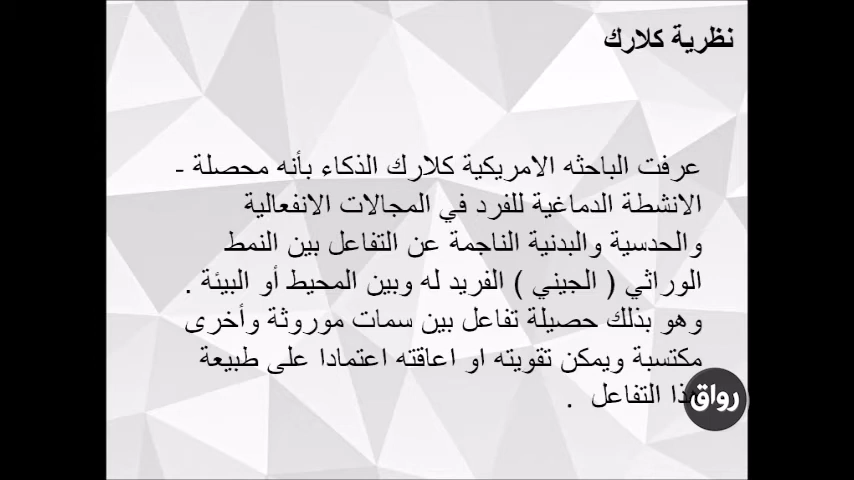 نظرية كلارك
عرفت الباحثه الامريكية كلارك الذكاء بأنه محصلة -
الانشطة الدماغية للفرد في المجالات الانفعالية
والحدسية والبدنية الناجمة عن التفاعل بين النمط
الوراثي ( الجيني ) الفريد له وبين المحيط أو البيئة .
وهو بذلك حصيلة تفاعل بين سمات موروثة وأخرى
مكتسبة ويمكن تقويته او اعاقته اعتمادا على طبيعة
هذا التفاعل .
رواق